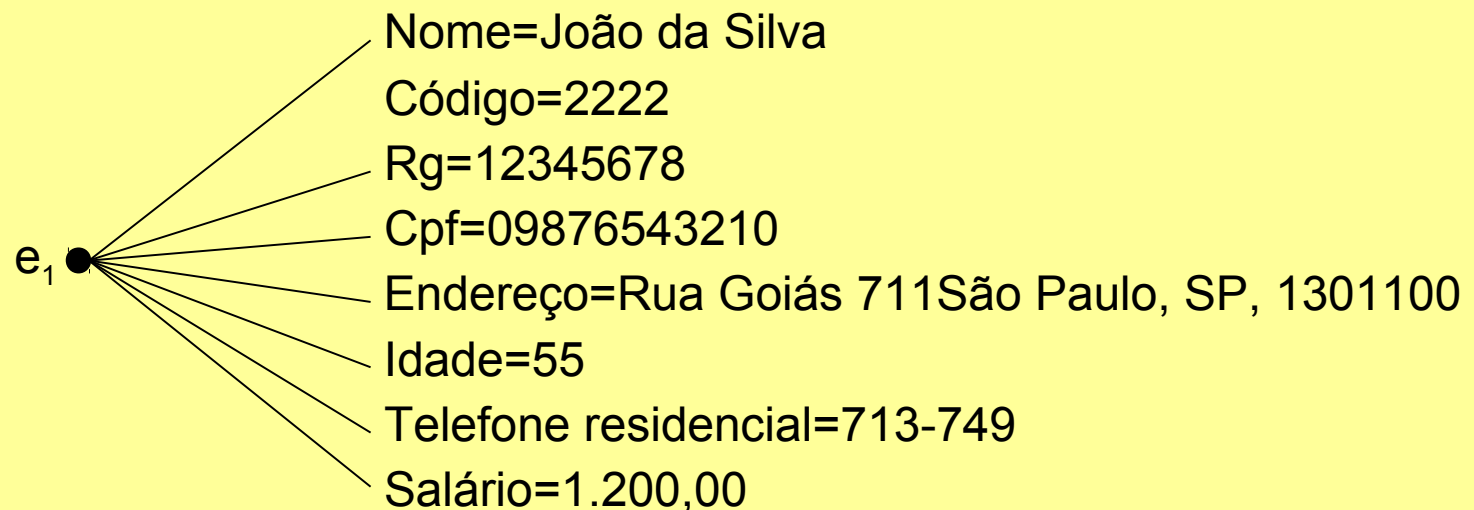 Nome=João da Silva
Código=2222
Rg=12345678
Cpf=09876543210
e1
Endereço=Rua Goiás 711São Paulo, SP, 1301100
Idade=55
Telefone residencial=713-749
Salário=1.200,00